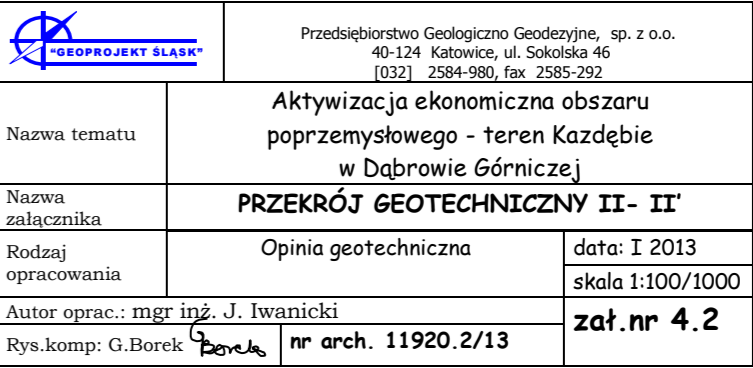 "GEOPROJEKT ŚLĄSK"
Przedsiębiorstwo Geologiczno Geodezyjne, sp. z o.o.
40-124 Katowice, ul. Sokolska 46
[032] 2584-980, fax 2585-292
Nazwa tematu
Aktywizacja ekonomiczna obszaru
poprzemysłowego - teren Kazdębie
w Dąbrowie Górniczej
Nazwa
załącznika
PRZEKRÓJ GEOTECHNICZNY II- II'
Rodzaj
opracowania
Opinia geotechniczna
data: I 2013
skala 1:100/1000
Autor oprac.: mgr inż. J. Iwanicki
zał.nr 4.2
Rys.komp: G.Borek
G Borek
nr arch. 11920.2/13